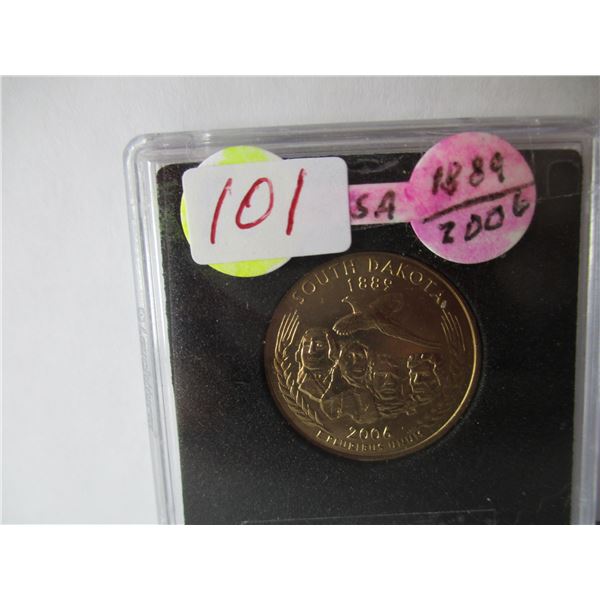 101
SA
1889
2006
SOUTH DAKOTA
1889
2006
E PLURIBUS UNUM